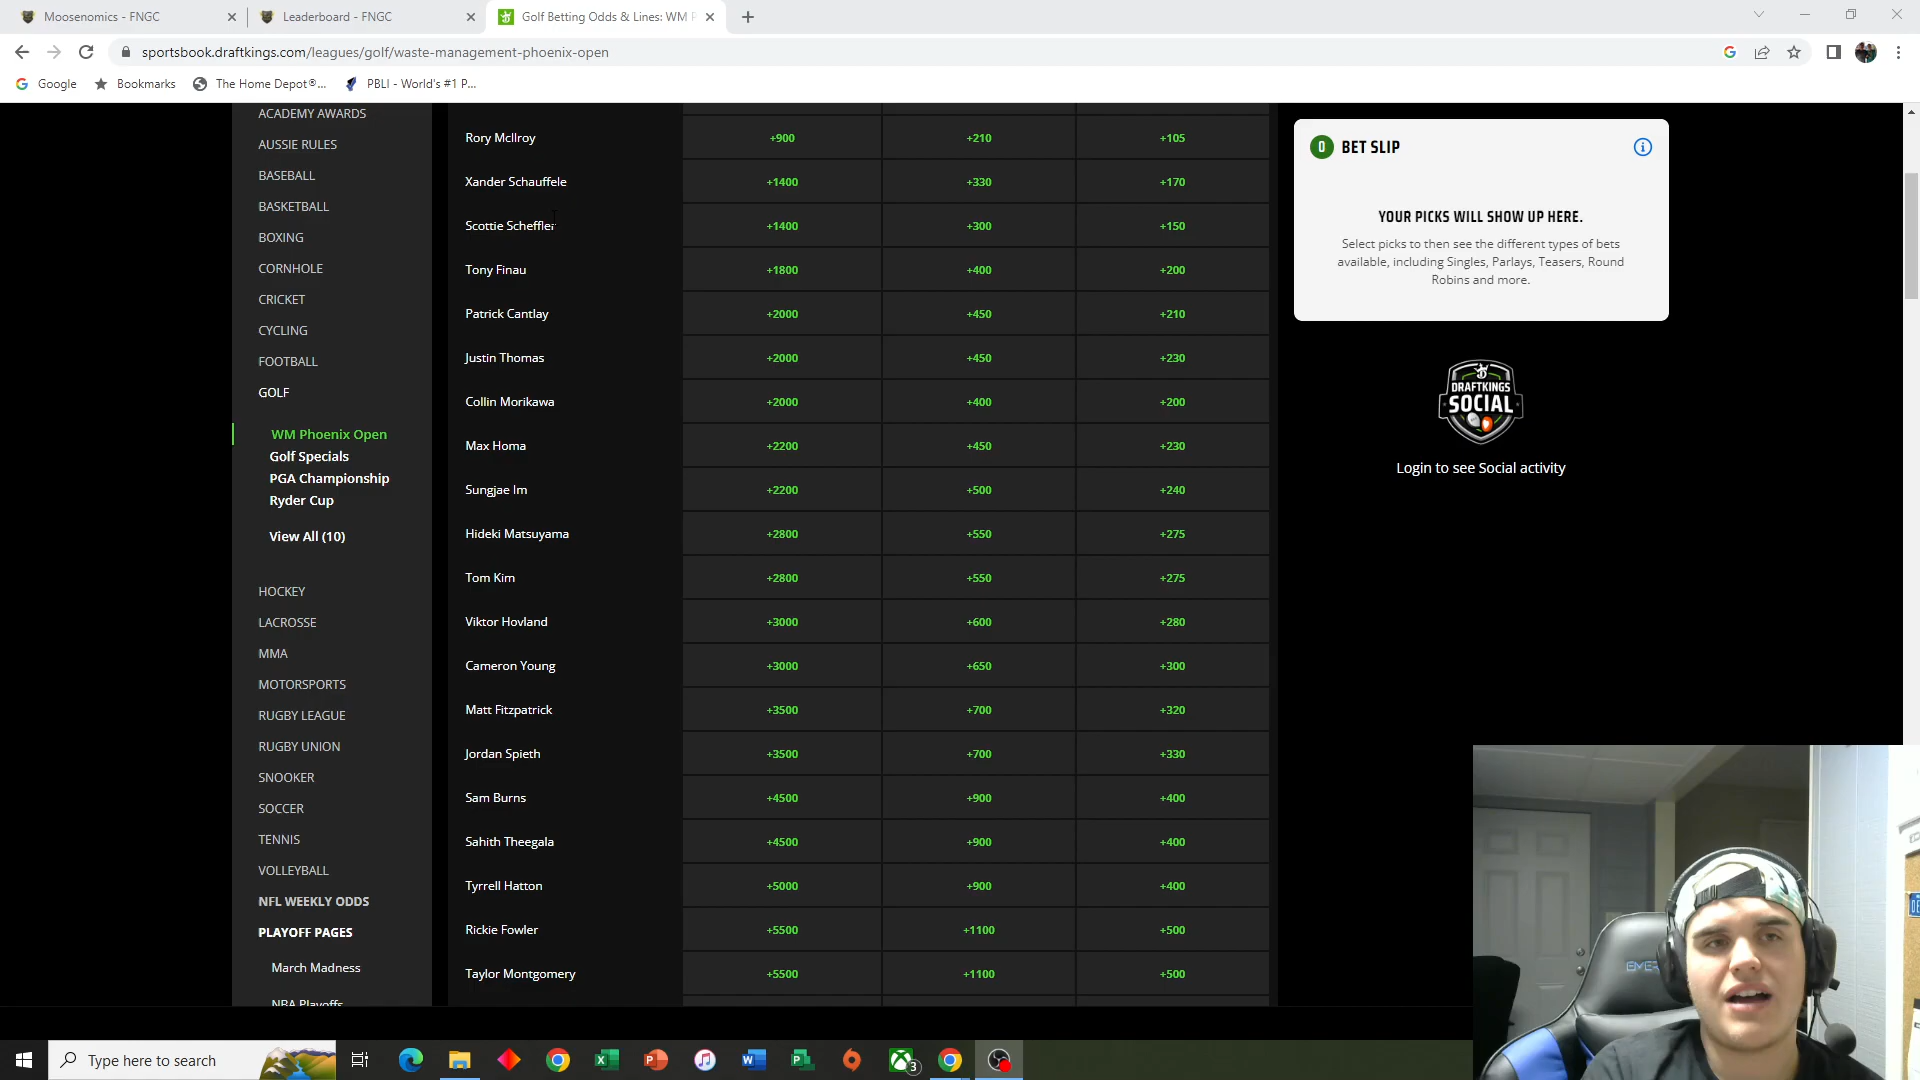 Moosenomics - FNGC
Leaderboard - FNGC
Golf Betting Odds & Lines: WM P
sportsbook.draftkings.com/leagues/golf/waste-management-phoenix-open
Google
Bookmarks
The Home Depot®...
PBLI - World's #1 P...
ACADEMY AWARDS
AUSSIE RULES
BASEBALL
BASKETBALL
BOXING
CORNHOLE
CRICKET
CYCLING
FOOTBALL
GOLF
WM Phoenix Open
Golf Specials
PGA Championship
Ryder Cup
View All (10)
HOCKEY
LACROSSE
MMA
MOTORSPORTS
RUGBY LEAGUE
RUGBY UNION
SNOOKER
SOCCER
TENNIS
VOLLEYBALL
NFL WEEKLY ODDS
PLAYOFF PAGES
March Madness
NBA Playoffs
Rory McIlroy +900 +210 +105
Xander Schauffele +1400 +330 +170
Scottie Scheffler +1400 +300 +150
Tony Finau +1800 +400 +200
Patrick Cantlay +2000 +450 +210
Justin Thomas +2000 +450 +230
Collin Morikawa +2000 +400 +200
Max Homa +2200 +450 +230
Sungjae Im +2200 +500 +240
Hideki Matsuyama +2800 +550 +275
Tom Kim +2800 +550 +275
Viktor Hovland +3000 +600 +280
Cameron Young +3000 +650 +300
Matt Fitzpatrick +3500 +700 +320
Jordan Spieth +3500 +700 +330
Sam Burns +4500 +900 +400
Sahith Theegala +4500 +900 +400
Tyrrell Hatton +5000 +900 +400
Rickie Fowler +5500 +1100 +500
Taylor Montgomery +5500 +1100 +500
0 BET SLIP
YOUR PICKS WILL SHOW UP HERE.
Select picks to then see the different types of bets
available, including Singles, Parlays, Teasers, Round
Robins and more.
DRAFTKINGS
SOCIAL
Login to see Social activity
Type here to search
3